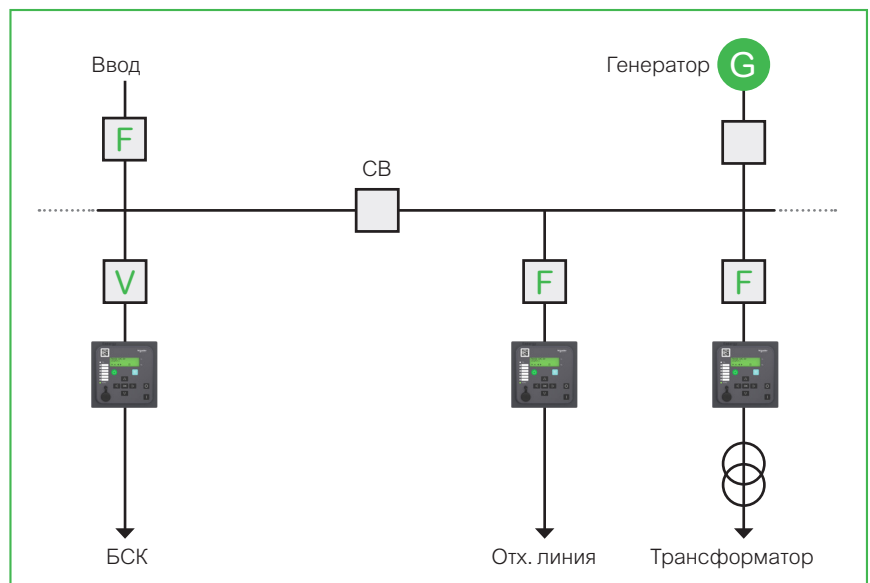 Ввод
Генератор G
F
СВ
V
F
F
БСК
Отх. линия
Трансформатор